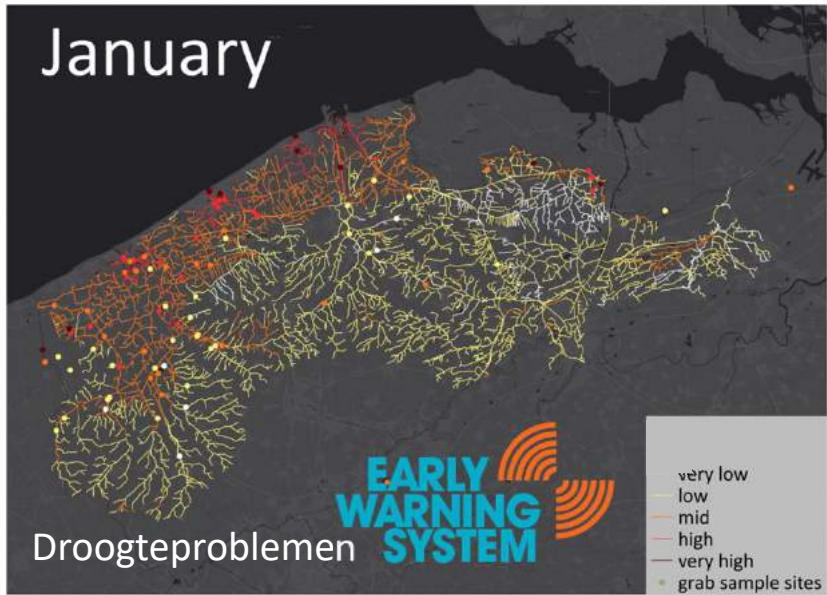 January
EARLY
WARNING
SYSTEM
Droogteproblemen
very low
low
mid
high
very high
grab sample sites